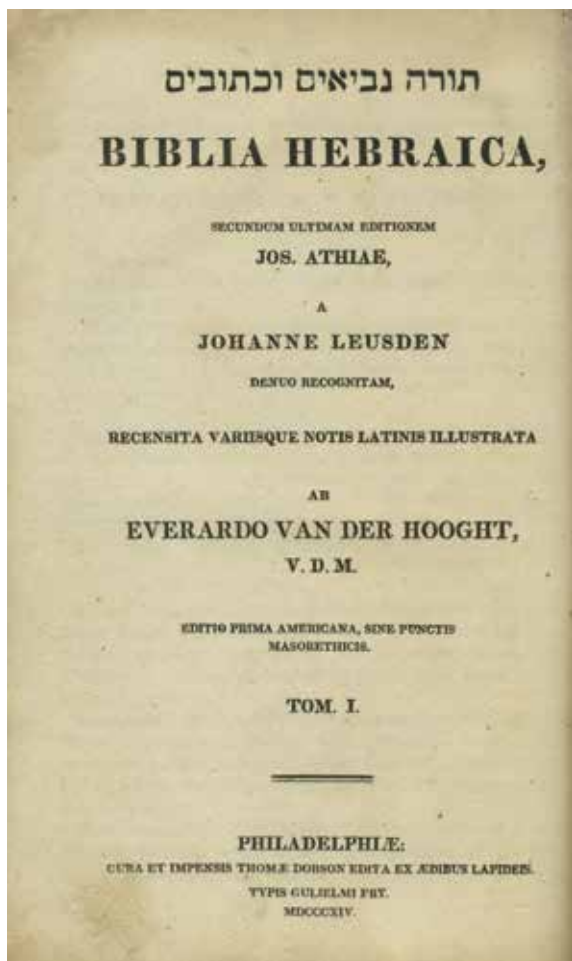 תורה נביאים וכתובים
BIBLIA HEBRAICA,
SECUNDUM ULTIMAM EDITIONEM
JOS. ATHIAE,
A
JOHANNE LEUSDEN
DENUO RECOGNITAM,
RECENSITA VARIISQUE NOTIS LATINIS ILLUSTRATA
AB
EVERARDO VAN DER HOOGHT,
V. D. M.
EDITIO PRIMA AMERICANA, SINE PUNCTIS
MASORETHICIS.
TOM. I.
PHILADELPHIÆ:
CURA ET IMPENSIS THOMÆ DOBSON EDITA EX ÆDIBUS LAPIDEIS.
TYPIS GULIELMI FRY.
MDCCCXIV.